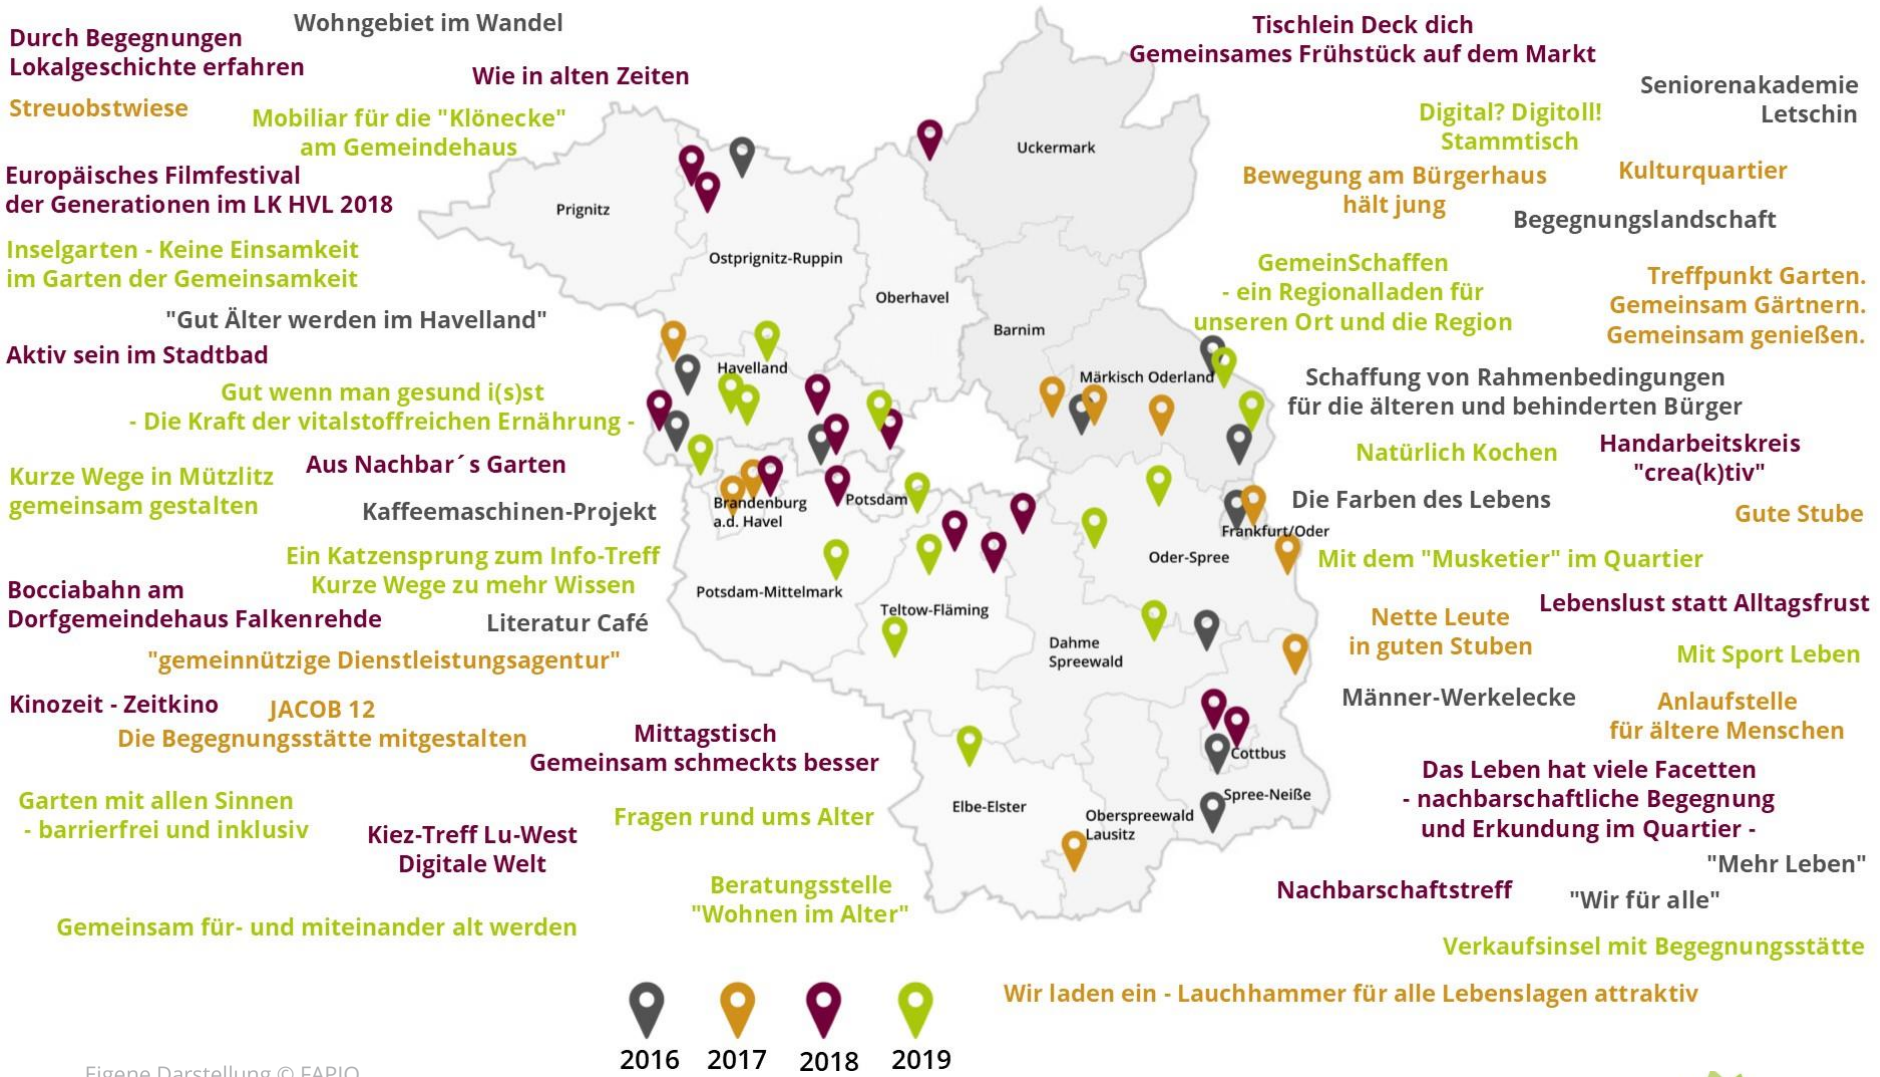 Wohngebiet im Wandel
Durch Begegnungen
Lokalgeschichte erfahren
Wie in alten Zeiten
Streuobstwiese
Mobiliar für die "Klönecke"
am Gemeindehaus
Europäisches Filmfestival
der Generationen im LK HVL 2018
Inselgarten - Keine Einsamkeit
im Garten der Gemeinsamkeit
"Gut Älter werden im Havelland"
Aktiv sein im Stadtbad
Gut wenn man gesund i(s)st
- Die Kraft der vitalstoffreichen Ernährung -
Aus Nachbar´s Garten
Kurze Wege in Mützlitz
gemeinsam gestalten
Kaffeemaschinen-Projekt
Ein Katzensprung zum Info-Treff
Kurze Wege zu mehr Wissen
Bocciabahn am
Dorfgemeindehaus Falkenrehde
Literatur Café
"gemeinnützige Dienstleistungsagentur"
Kinozeit - Zeitkino
JACOB 12
Die Begegnungsstätte mitgestalten
Mittagstisch
Gemeinsam schmeckts besser
Garten mit allen Sinnen
- barrierefrei und inklusiv
Kiez-Treff Lu-West
Digitale Welt
Fragen rund ums Alter
Beratungsstelle
"Wohnen im Alter"
Gemeinsam für- und miteinander alt werden
Prignitz
Ostprignitz-Ruppin
Uckermark
Oberhavel
Barnim
Havelland
Märkisch Oderland
Brandenburg
a.d. Havel
Potsdam
Frankfurt/Oder
Oder-Spree
Potsdam-Mittelmark
Teltow-Fläming
Dahme
Spreewald
Cottbus
Spree-Neiße
Elbe-Elster
Oberspreewald
Lausitz
Tischlein Deck dich
Gemeinsames Frühstück auf dem Markt
Seniorenakademie
Letschin
Digital? Digitoll!
Stammtisch
Bewegung am Bürgerhaus
hält jung
Kulturquartier
Begegnungslandschaft
GemeinSchaffen
- ein Regionalladen für
unseren Ort und die Region
Treffpunkt Garten.
Gemeinsam Gärtnern.
Gemeinsam genießen.
Schaffung von Rahmenbedingungen
für die älteren und behinderten Bürger
Natürlich Kochen
Handarbeitskreis
"crea(k)tiv"
Die Farben des Lebens
Gute Stube
Mit dem "Musketier" im Quartier
Lebenslust statt Alltagsfrust
Nette Leute
in guten Stuben
Mit Sport Leben
Männer-Werkelecke
Anlaufstelle
für ältere Menschen
Das Leben hat viele Facetten
- nachbarschaftliche Begegnung
und Erkundung im Quartier -
"Mehr Leben"
Nachbarschaftstreff
"Wir für alle"
Verkaufsinsel mit Begegnungsstätte
Wir laden ein - Lauchhammer für alle Lebenslagen attraktiv
2016 2017 2018 2019
Eigene Darstellung © FAPIQ